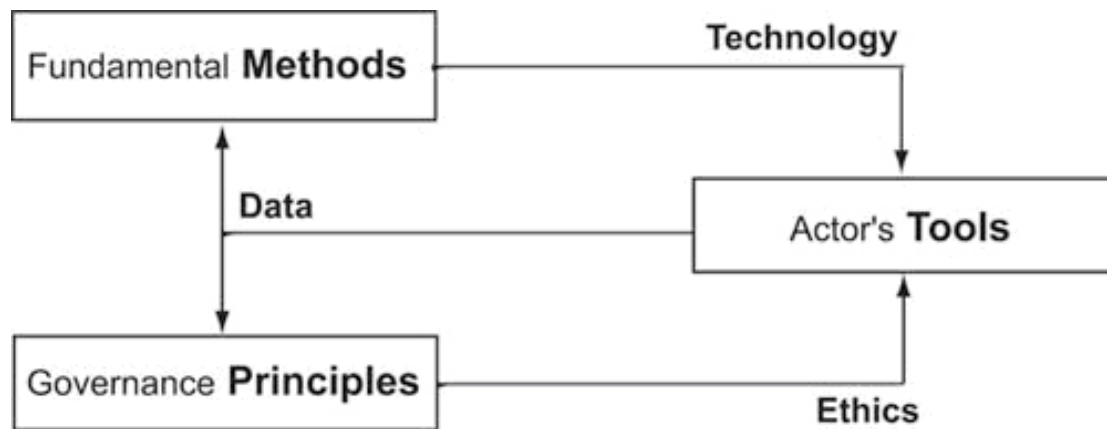 Technology
Fundamental Methods
Data
Actor's Tools
Governance Principles
Ethics